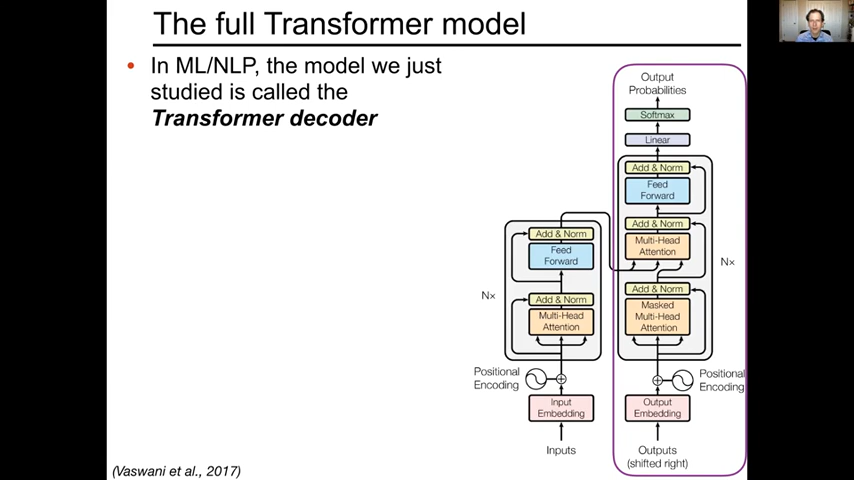 The full Transformer model
• In ML/NLP, the model we just
studied is called the
Transformer decoder
Output
Probabilities
Softmax
Linear
Add & Norm
Feed
Forward
Add & Norm
Multi-Head
Attention
Add & Norm
Masked
Multi-Head
Attention
Nx
Positional
Encoding
Output
Embedding
Outputs
(shifted right)
Add & Norm
Feed
Forward
Add & Norm
Multi-Head
Attention
Nx
Positional
Encoding
Input
Embedding
Inputs
(Vaswani et al., 2017)